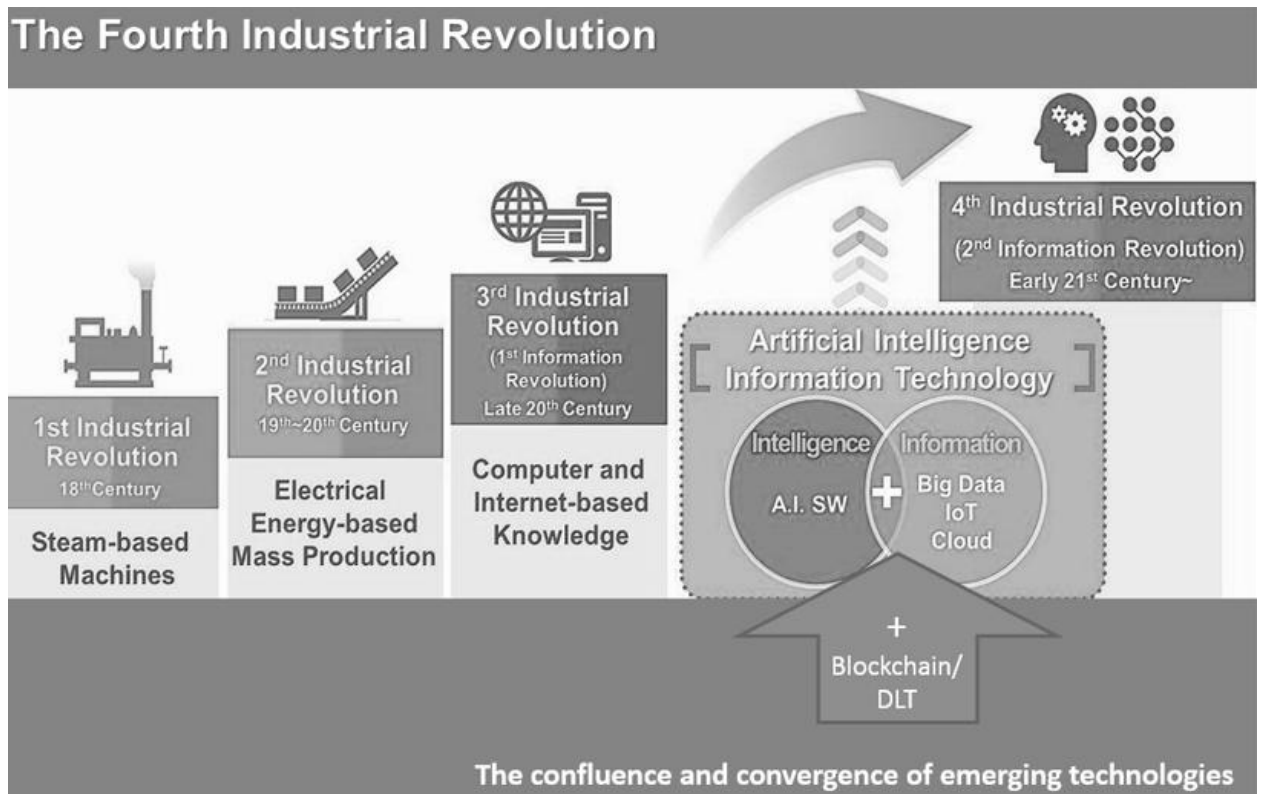 The Fourth Industrial Revolution
1st Industrial
Revolution
18thCentury
Steam-based
Machines
2nd Industrial
Revolution
19th~20th Century
Electrical
Energy-based
Mass Production
3rd Industrial
Revolution
(1st Information
Revolution)
Late 20th Century
Computer and
Internet-based
Knowledge
4th Industrial Revolution
(2nd Information Revolution)
Early 21st Century~
Artificial Intelligence
Information Technology
Intelligence
A.I. SW
+
Information
Big Data
IoT
Cloud
+
Blockchain/
DLT
The confluence and convergence of emerging technologies